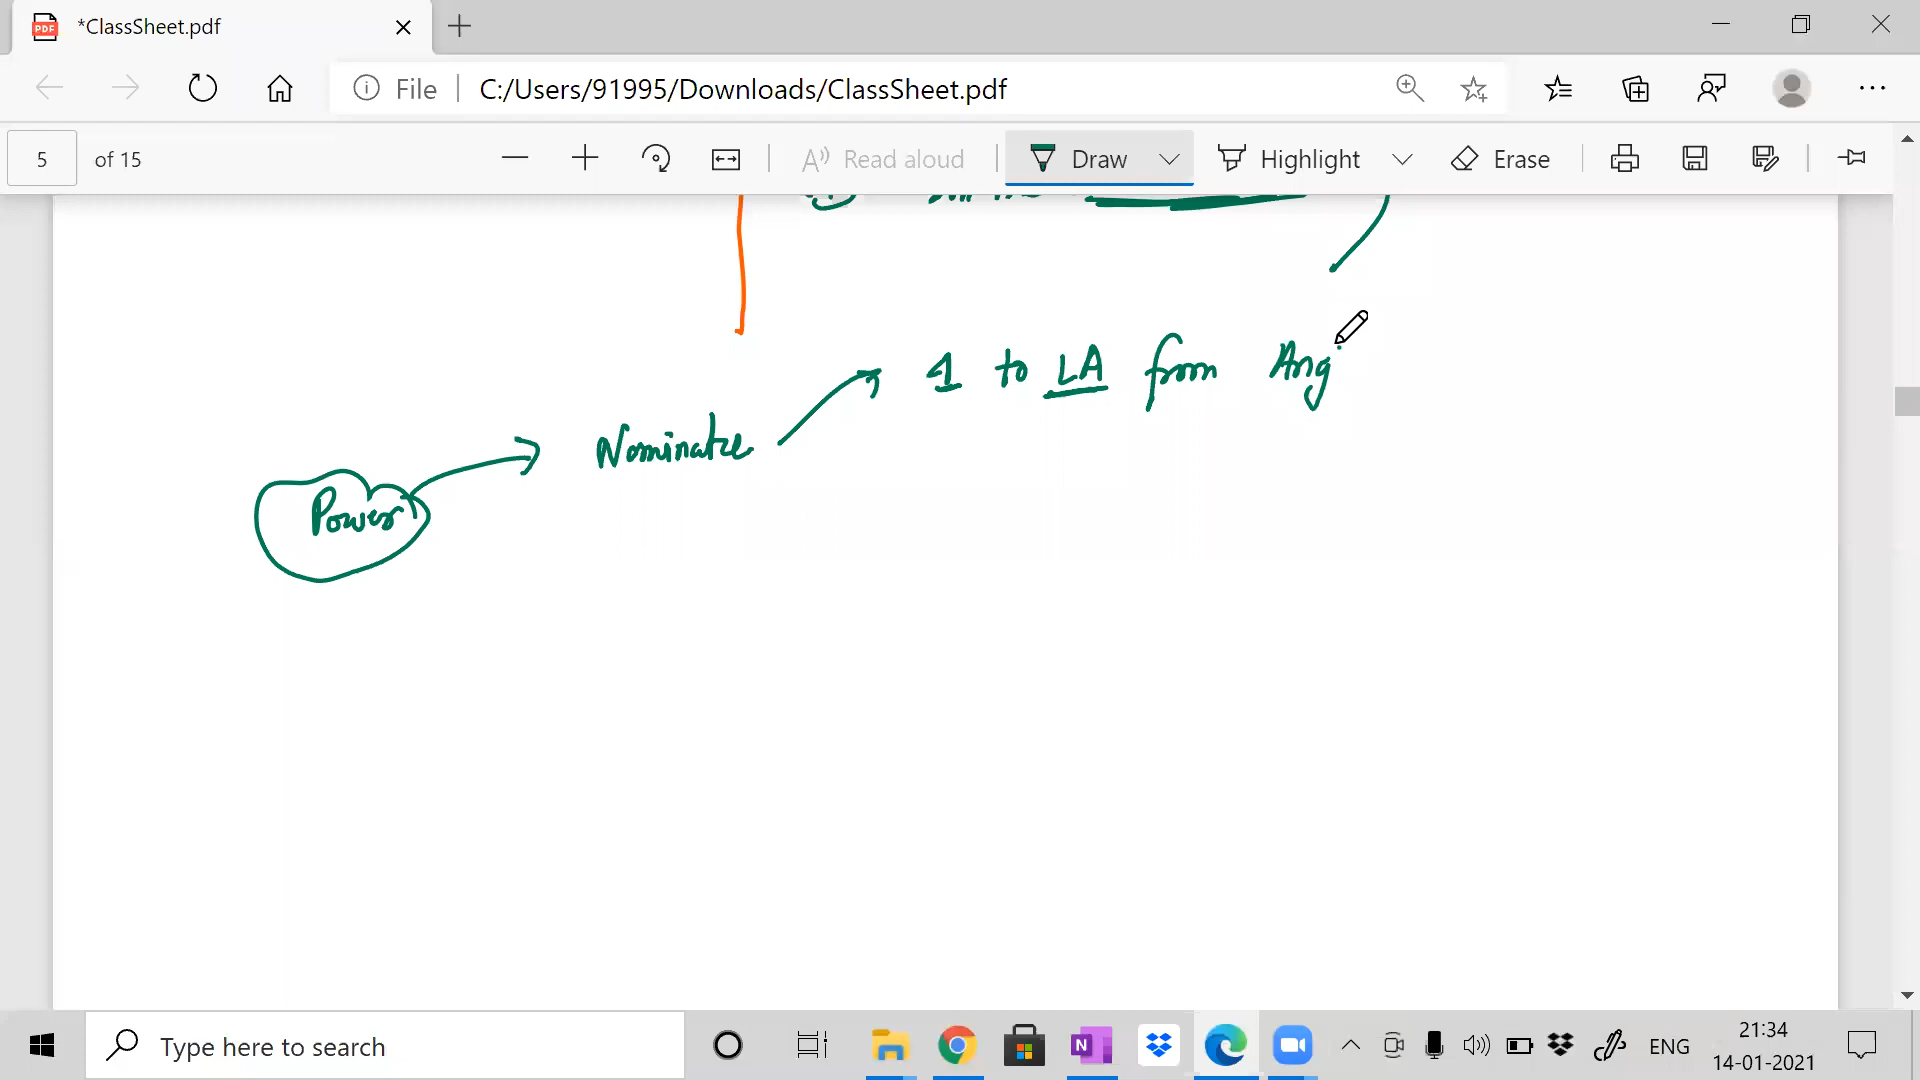 *ClassSheet.pdf
File C:/Users/91995/Downloads/ClassSheet.pdf
5 of 15 Read aloud Draw Highlight Erase
1 to LA from Ang
Nominate
Power
Type here to search
ENG
21:34
14-01-2021